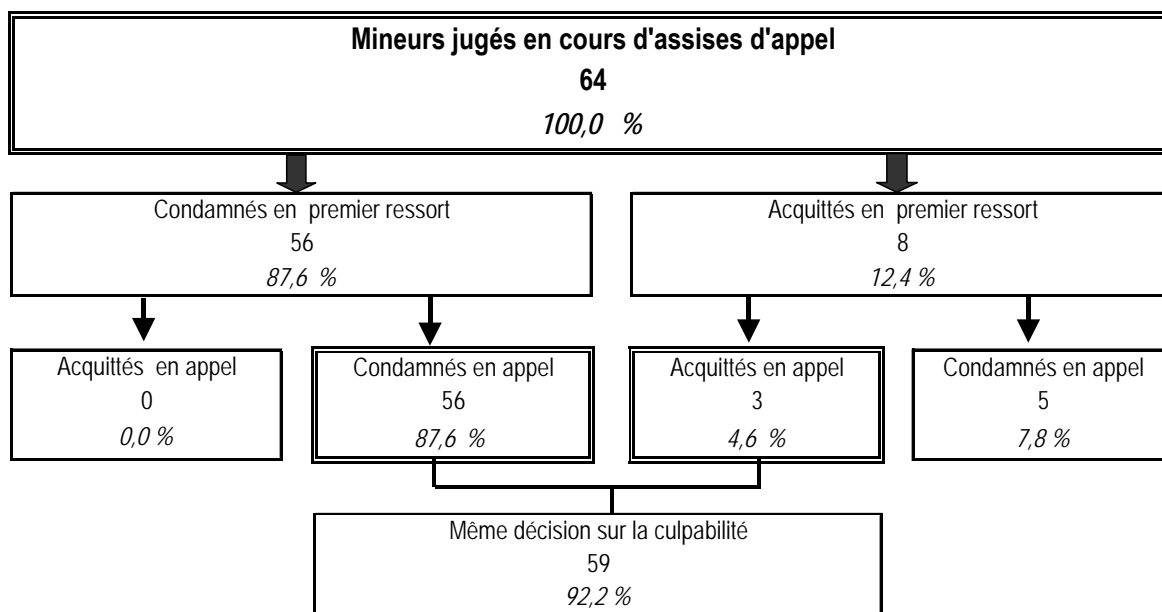 Mineurs jugés en cours d'assises d'appel
64
100,0 %
Condamnés en premier ressort
56
87,6 %
Acquittés en premier ressort
8
12,4 %
Acquittés en appel
0
0,0 %
Condamnés en appel
56
87,6 %
Acquittés en appel
3
4,6 %
Condamnés en appel
5
7,8 %
Même décision sur la culpabilité
59
92,2 %